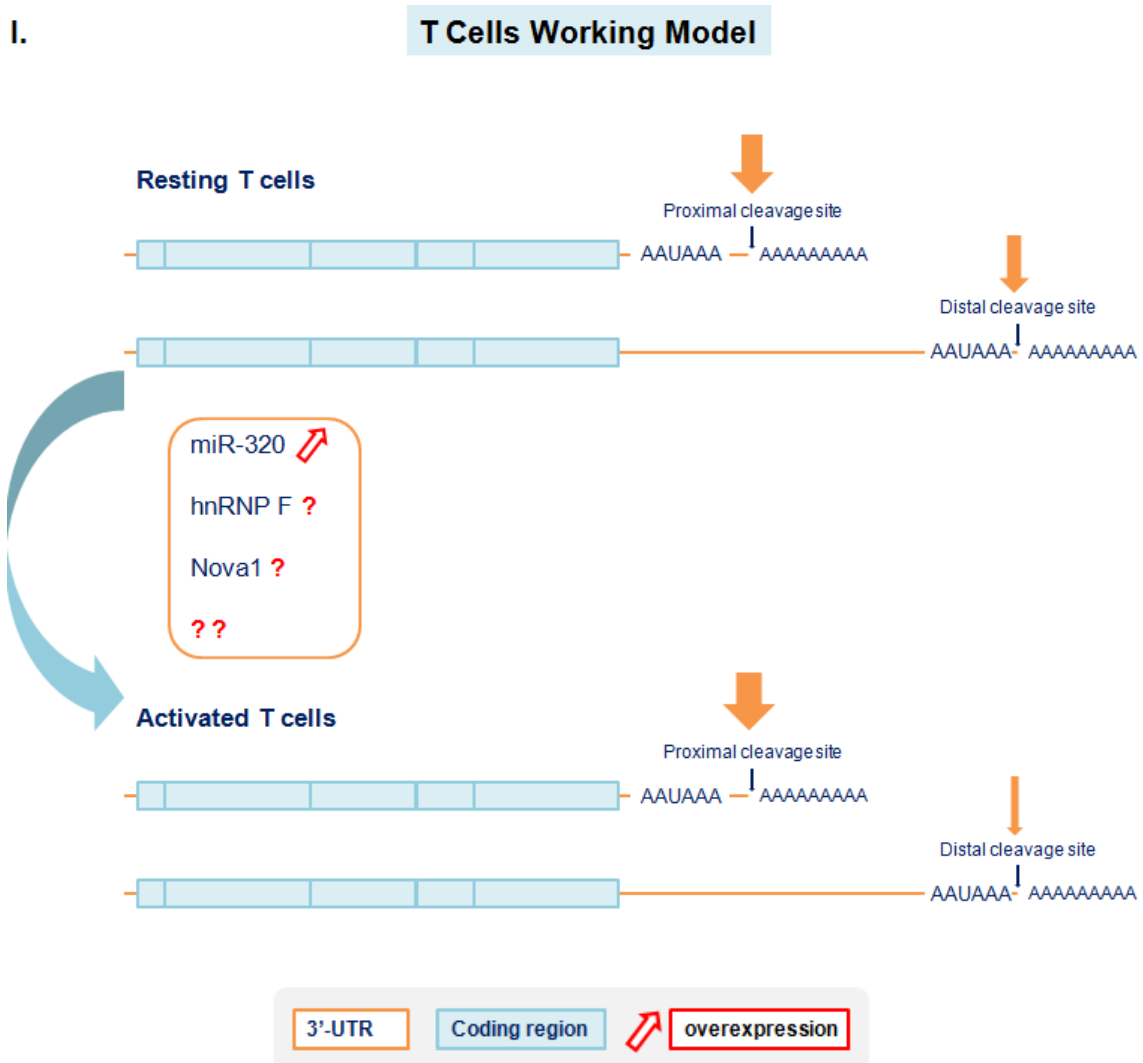 I.
T Cells Working Model
Resting T cells
Proximal cleavage site
AAUAAA AAAAAAAAA
Distal cleavage site
AAUAAA AAAAAAAAA
miR-320
hnRNP F ?
Nova1 ?
? ?
Activated T cells
Proximal cleavage site
AAUAAA AAAAAAAAA
Distal cleavage site
AAUAAA AAAAAAAAA
3'-UTR Coding region overexpression